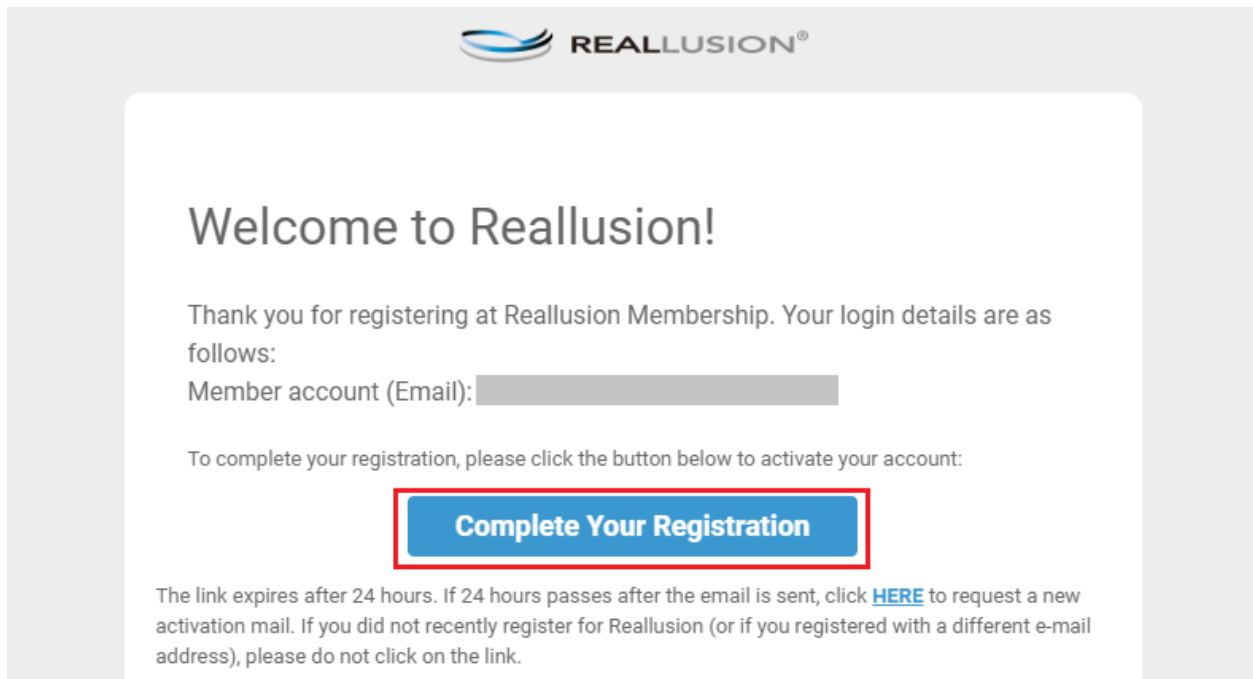 REALLUSION®
Welcome to Reallusion!
Thank you for registering at Reallusion Membership. Your login details are as
follows:
Member account (Email):
To complete your registration, please click the button below to activate your account:
Complete Your Registration
The link expires after 24 hours. If 24 hours passes after the email is sent, click HERE to request a new
activation mail. If you did not recently register for Reallusion (or if you registered with a different e-mail
address), please do not click on the link.